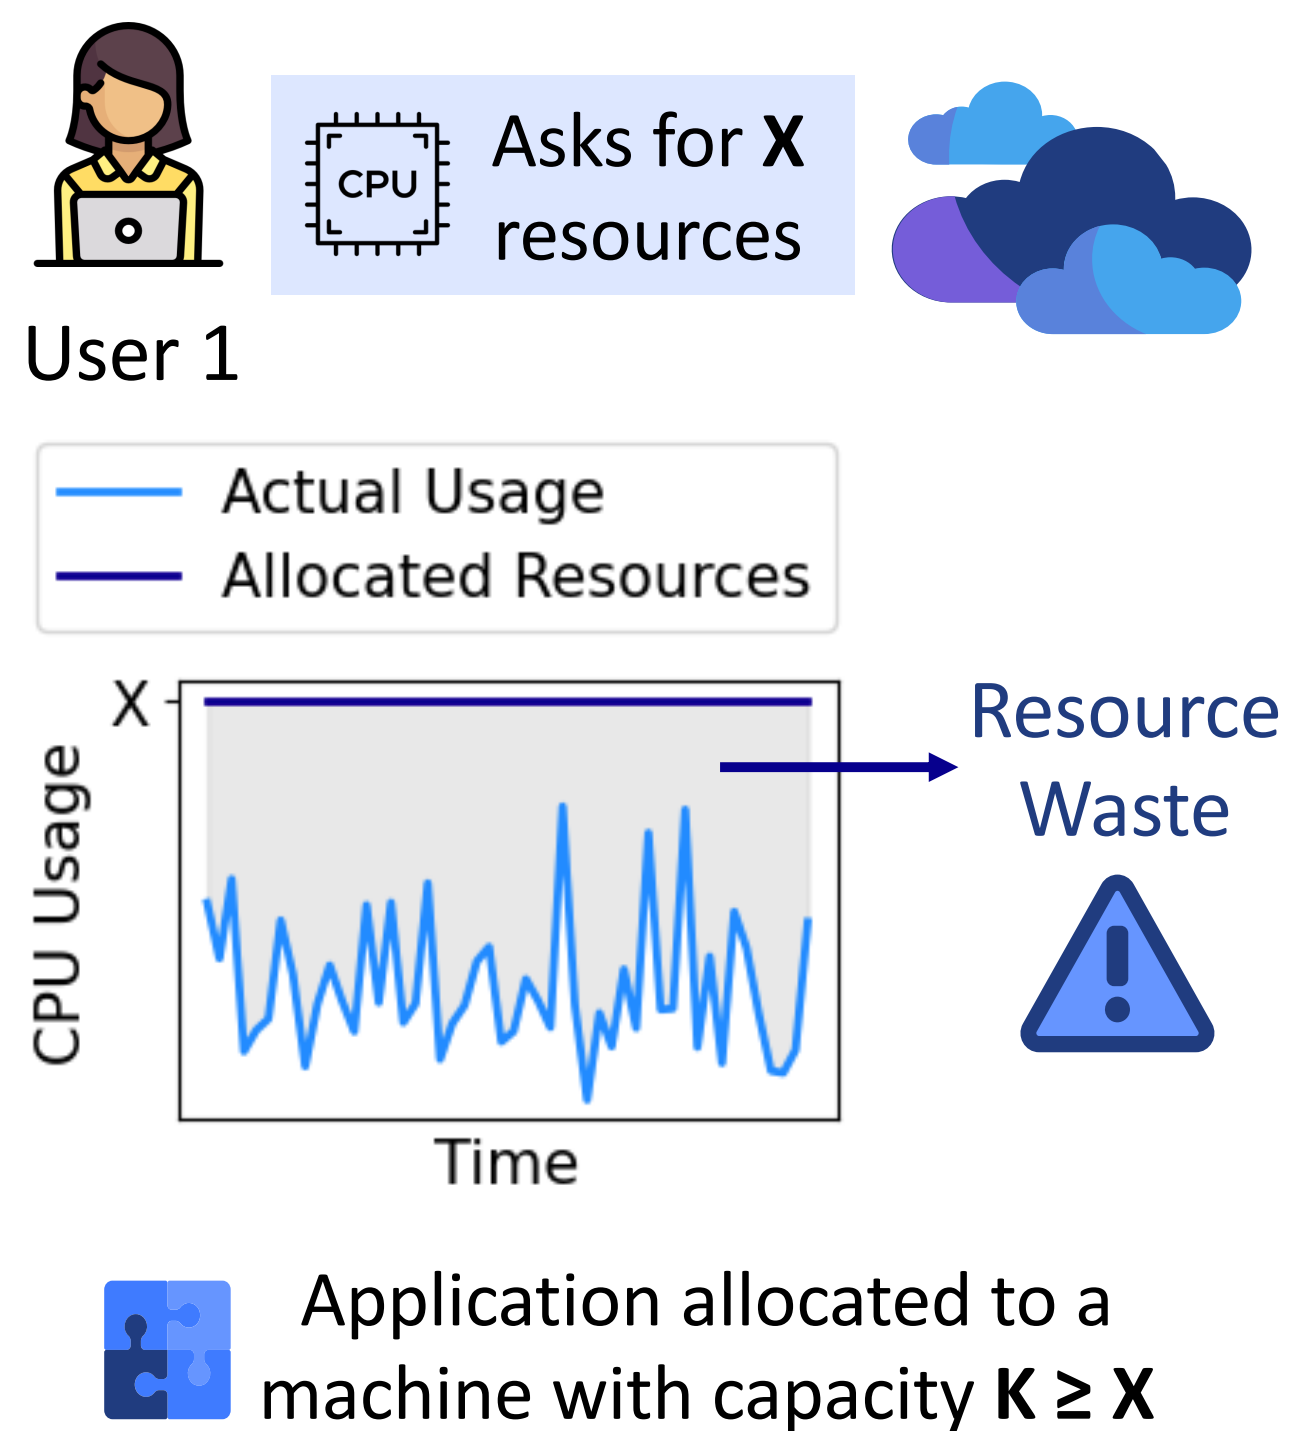 CPU
Asks for X
resources
User 1
Actual Usage
Allocated Resources
X
CPU Usage
Time
Resource
Waste
Application allocated to a
machine with capacity K ≥ X